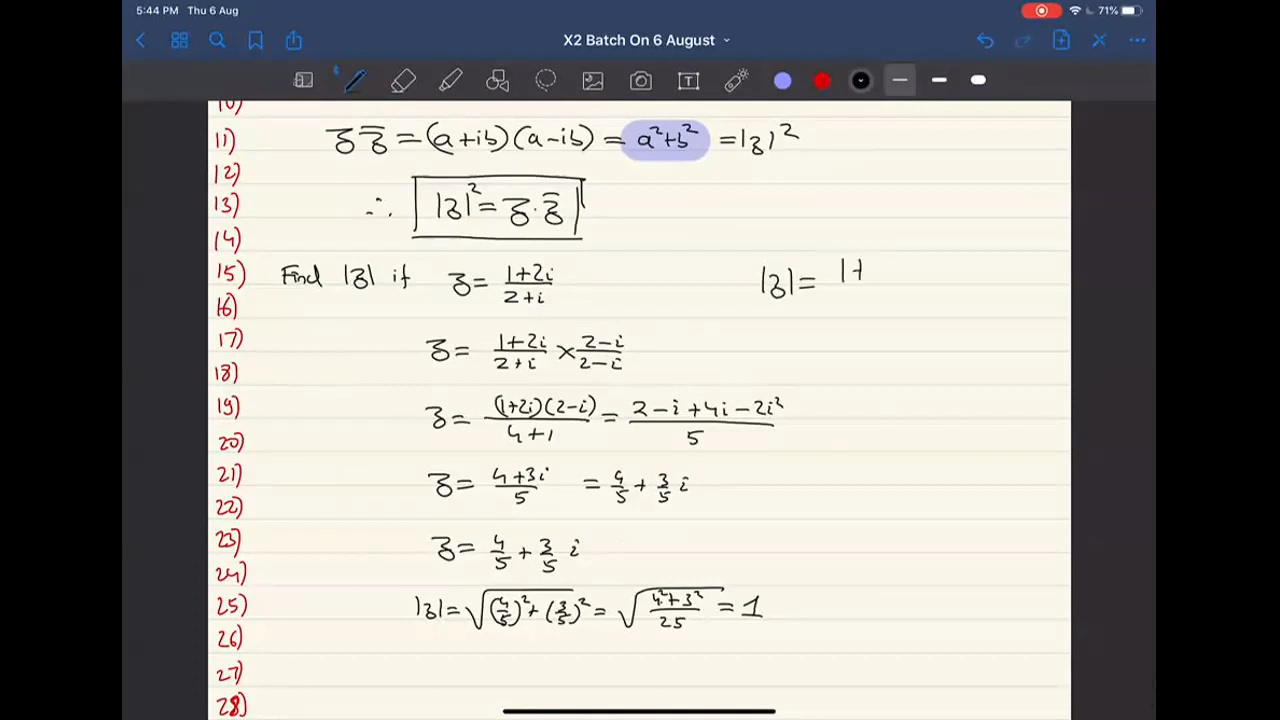 5:44 PM Thu 6 Aug 71%
X2 Batch On 6 August
10)
11) z z̅ = (a+ib)(a-ib) = a²+b² = |z|²
12)
13) ∴ |z|² = z · z̅
14)
15) Find |z| if z = (1+2i)/(2+i) |z| = 1+
16)
17) z = (1+2i)/(2+i) × (2-i)/(2-i)
18)
19) z = (1+2i)(2-i)/(4+1) = (2-i+4i-2i²)/5
20)
21) z = (4+3i)/5 = 4/5 + 3/5 i
22)
23) z = 4/5 + 3/5 i
24)
25) |z| = √((4/5)² + (3/5)²) = √((4²+3²)/25) = 1
26)
27)
28)